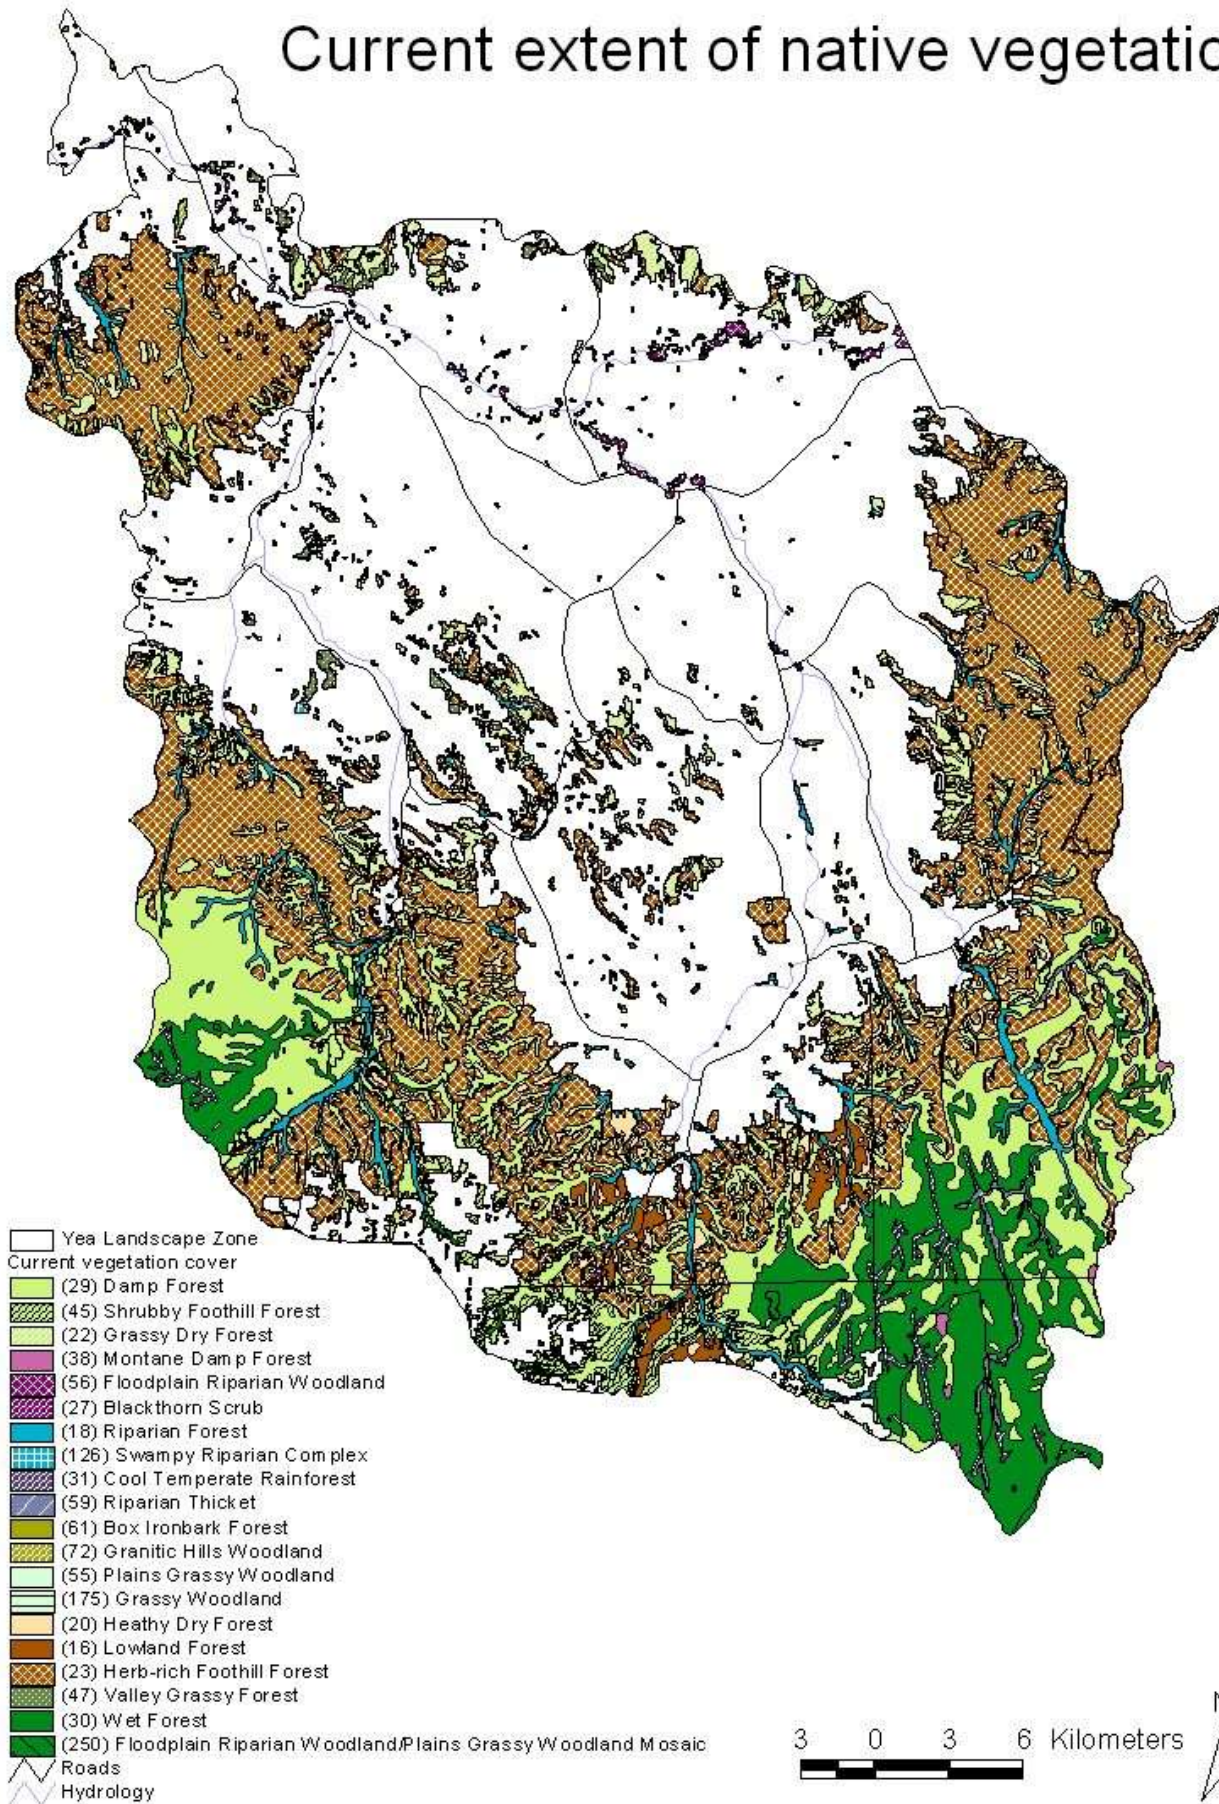 Current extent of native vegetatio
Yea Landscape Zone
Current vegetation cover
(29) Damp Forest
(45) Shrubby Foothill Forest
(22) Grassy Dry Forest
(38) Montane Damp Forest
(56) Floodplain Riparian Woodland
(27) Blackthorn Scrub
(18) Riparian Forest
(126) Swampy Riparian Complex
(31) Cool Temperate Rainforest
(59) Riparian Thicket
(61) Box Ironbark Forest
(72) Granitic Hills Woodland
(55) Plains Grassy Woodland
(175) Grassy Woodland
(20) Heathy Dry Forest
(16) Lowland Forest
(23) Herb-rich Foothill Forest
(47) Valley Grassy Forest
(30) Wet Forest
(250) Floodplain Riparian Woodland/Plains Grassy Woodland Mosaic
Roads
Hydrology
3 0 3 6 Kilometers